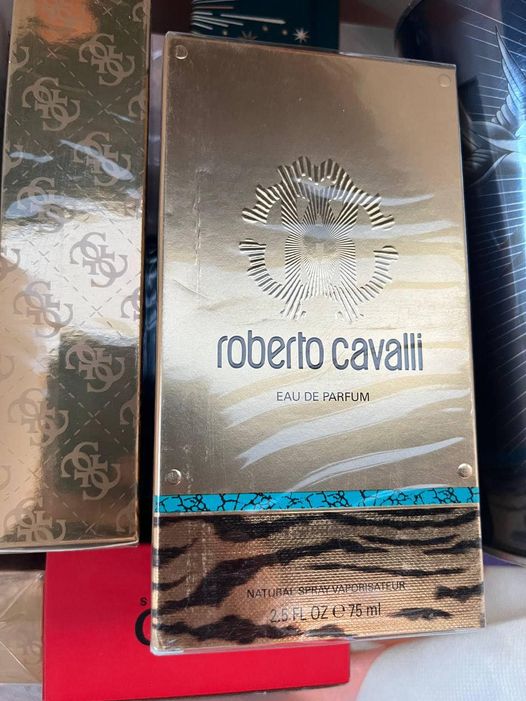 roberto cavalli
EAU DE PARFUM
NATURAL SPRAY VAPORISATEUR
2.5 FL OZ ℮ 75 ml